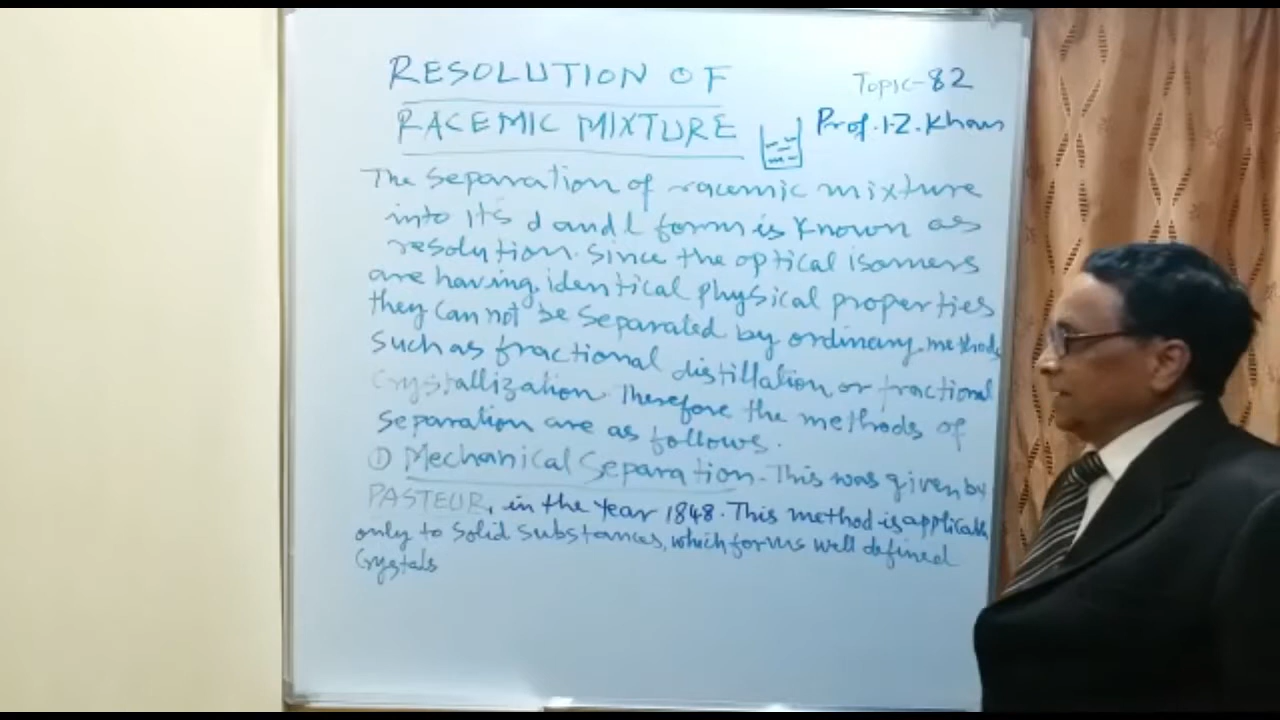 RESOLUTION OF
RACEMIC MIXTURE
Topic-82
Prof. I.Z. Khan
The separation of racemic mixture
into its d and l form is known as
resolution. Since the optical isomers
are having identical physical properties
they can not be separated by ordinary methods
such as fractional distillation or fractional
crystallization. Therefore the methods of
separation are as follows.
① Mechanical Separation - This was given by
PASTEUR, in the year 1848. This method is applicable
only to solid substances, which forms well defined
crystals